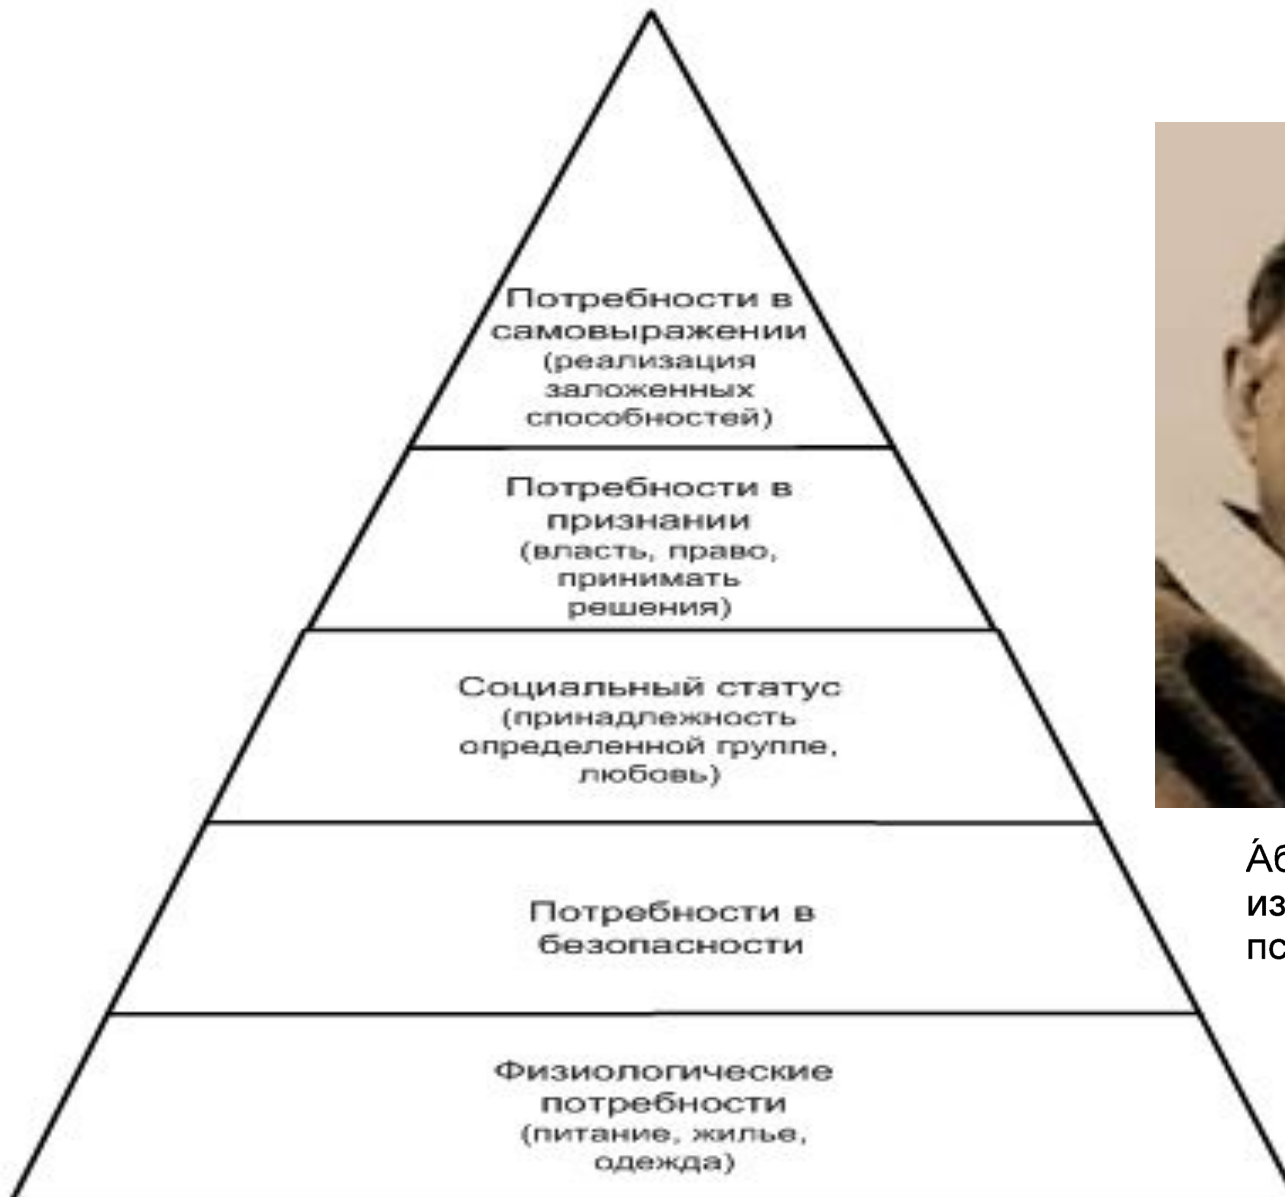 Потребности в
самовыражении
(реализация
заложенных
способностей)
Потребности в
признании
(власть, право,
принимать
решения)
Социальный статус
(принадлежность
определенной группе,
любовь)
Потребности в
безопасности
Физиологические
потребности
(питание, жилье,
одежда)